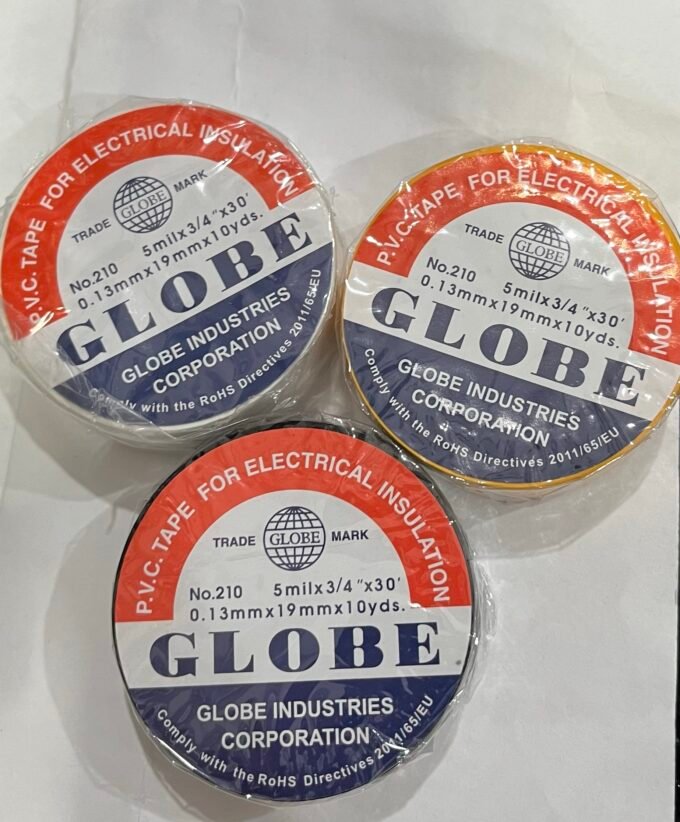 P.V.C. TAPE FOR ELECTRICAL INSULATION
TRADE GLOBE MARK
No.210 5milx3/4"x30'
0.13mmx19mmx10yds.
GLOBE
GLOBE INDUSTRIES
CORPORATION
Comply with the RoHS Directives 2011/65/EU
P.V.C. TAPE FOR ELECTRICAL INSULATION
TRADE GLOBE MARK
No.210 5milx3/4"x30'
0.13mmx19mmx10yds.
GLOBE
GLOBE INDUSTRIES
CORPORATION
Comply with the RoHS Directives 2011/65/EU
P.V.C. TAPE FOR ELECTRICAL INSULATION
TRADE GLOBE MARK
No.210 5milx3/4"x30'
0.13mmx19mmx10yds.
GLOBE
GLOBE INDUSTRIES
CORPORATION
Comply with the RoHS Directives 2011/65/EU